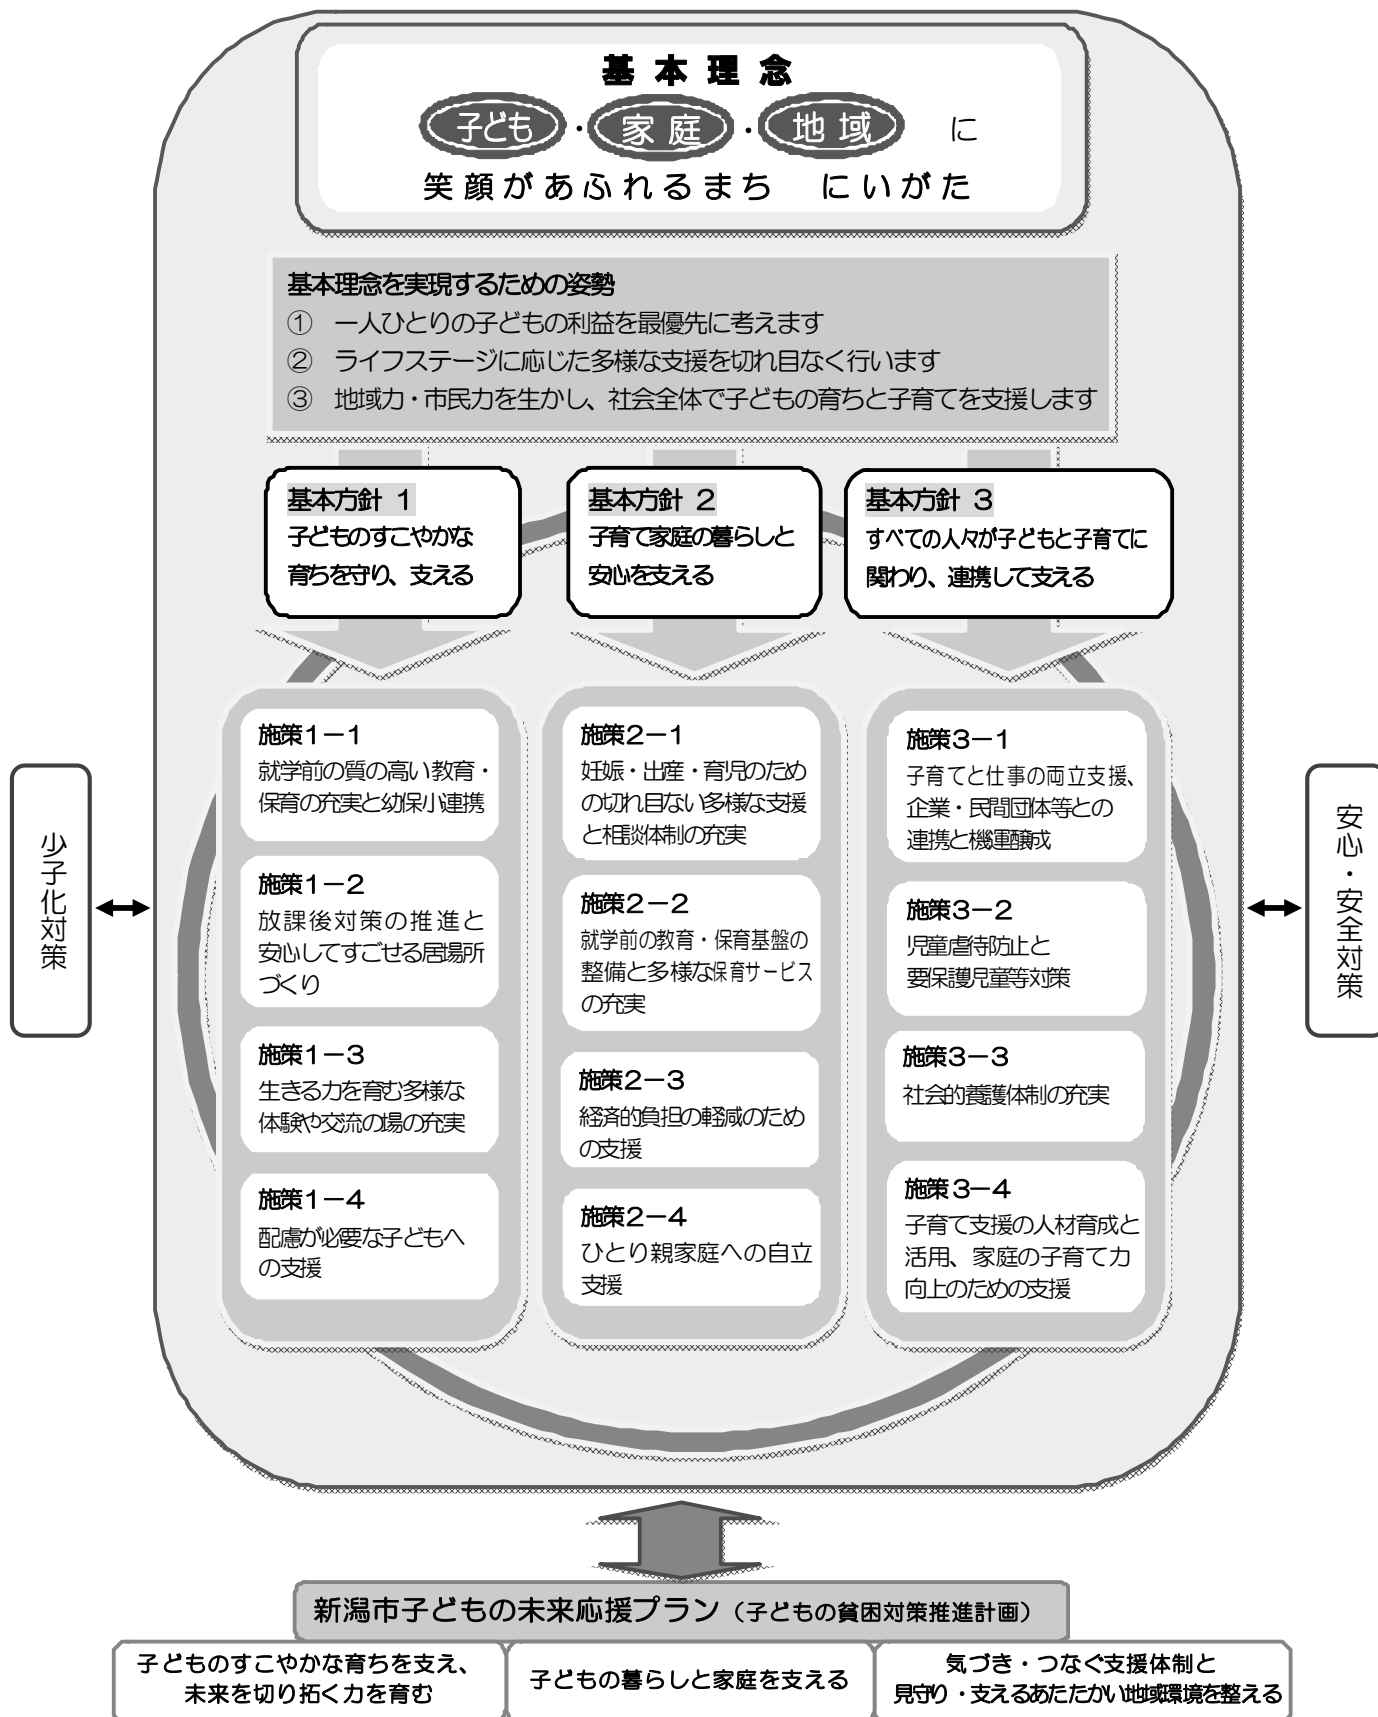 基本理念
子ども・家庭・地域 に
笑顔があふれるまち にいがた
基本理念を実現するための姿勢
① 一人ひとりの子どもの利益を最優先に考えます
② ライフステージに応じた多様な支援を切れ目なく行います
③ 地域力・市民力を生かし、社会全体で子どもの育ちと子育てを支援します
基本方針 1
子どものすこやかな
育ちを守り、支える
基本方針 2
子育て家庭の暮らしと
安心を支える
基本方針 3
すべての人々が子どもと子育てに
関わり、連携して支える
施策1－1
就学前の質の高い教育・
保育の充実と幼保小連携
施策1－2
放課後対策の推進と
安心してすごせる居場所
づくり
施策1－3
生きる力を育む多様な
体験や交流の場の充実
施策1－4
配慮が必要な子どもへ
の支援
施策2－1
妊娠・出産・育児のため
の切れ目ない多様な支援
と相談体制の充実
施策2－2
就学前の教育・保育基盤の
整備と多様な保育サービス
の充実
施策2－3
経済的負担の軽減のため
の支援
施策2－4
ひとり親家庭への自立
支援
施策3－1
子育てと仕事の両立支援、
企業・民間団体等との
連携と機運醸成
施策3－2
児童虐待防止と
要保護児童等対策
施策3－3
社会的養護体制の充実
施策3－4
子育て支援の人材育成と
活用、家庭の子育て力
向上のための支援
少子化対策
安心・安全対策
新潟市子どもの未来応援プラン（子どもの貧困対策推進計画）
子どものすこやかな育ちを支え、
未来を切り拓く力を育む
子どもの暮らしと家庭を支える
気づき・つなぐ支援体制と
見守り・支えるあたたかい地域環境を整える